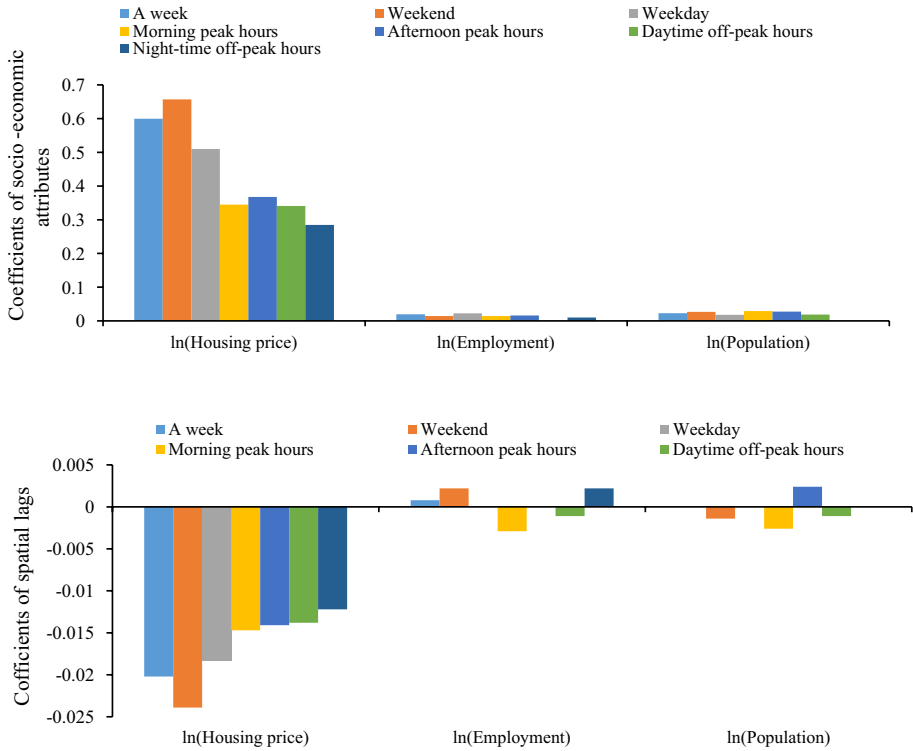 A week Weekend Weekday
Morning peak hours Afternoon peak hours Daytime off-peak hours
Night-time off-peak hours
Coefficients of socio -economic
attributes
0.7
0.6
0.5
0.4
0.3
0.2
0.1
0
ln(Housing price) ln(Employment) ln(Population)
A week Weekend Weekday
Morning peak hours Afternoon peak hours Daytime off-peak hours
Cofficients of spatial lags
0.005
0
-0.005
-0.01
-0.015
-0.02
-0.025
ln(Housing price) ln(Employment) ln(Population)